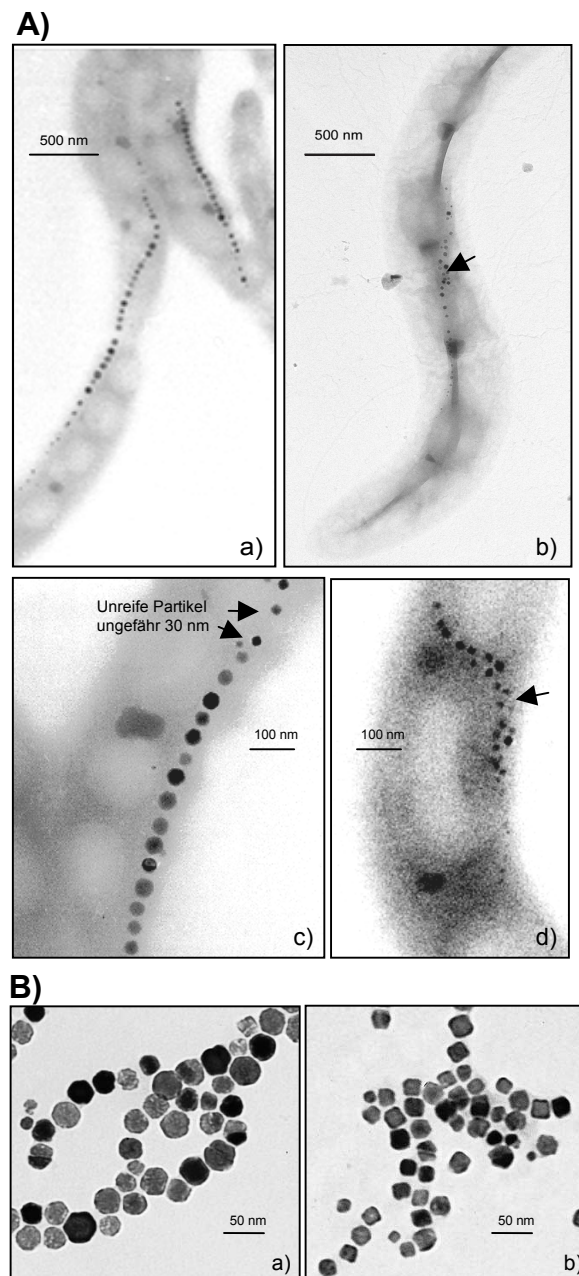 A)
500 nm
500 nm
a)
b)
Unreife Partikel
ungefähr 30 nm
100 nm
100 nm
c)
d)
B)
50 nm
50 nm
a)
b)